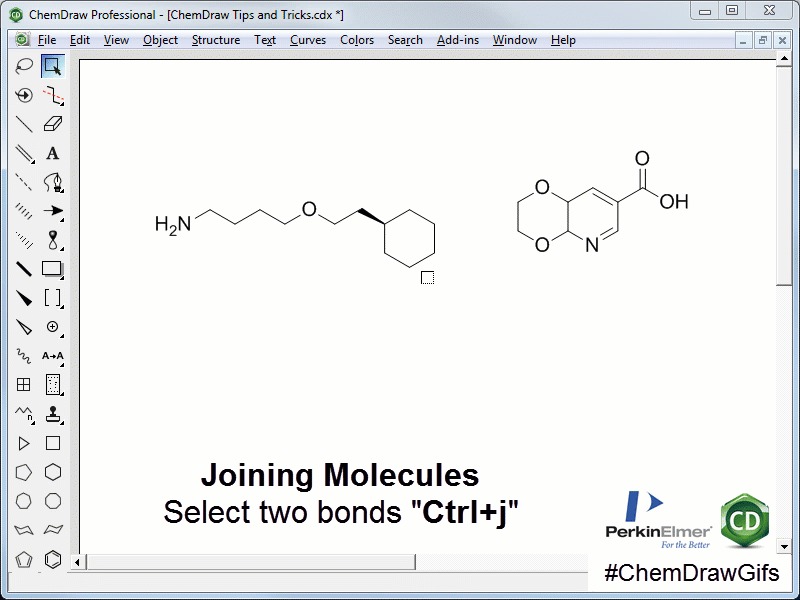 ChemDraw Professional - [ChemDraw Tips and Tricks.cdx *]
File Edit View Object Structure Text Curves Colors Search Add-ins Window Help
A
A→A
n
H2N
O
O
O
N
O
OH
Joining Molecules
Select two bonds "Ctrl+j"
PerkinElmer
For the Better
CD
#ChemDrawGifs